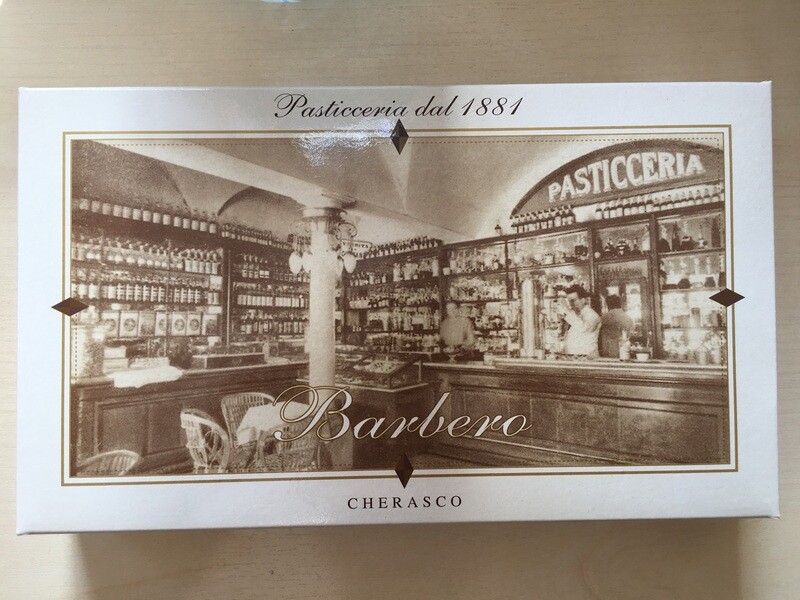 Pasticceria dal 1881
PASTICCERIA
Barbero
CHERASCO